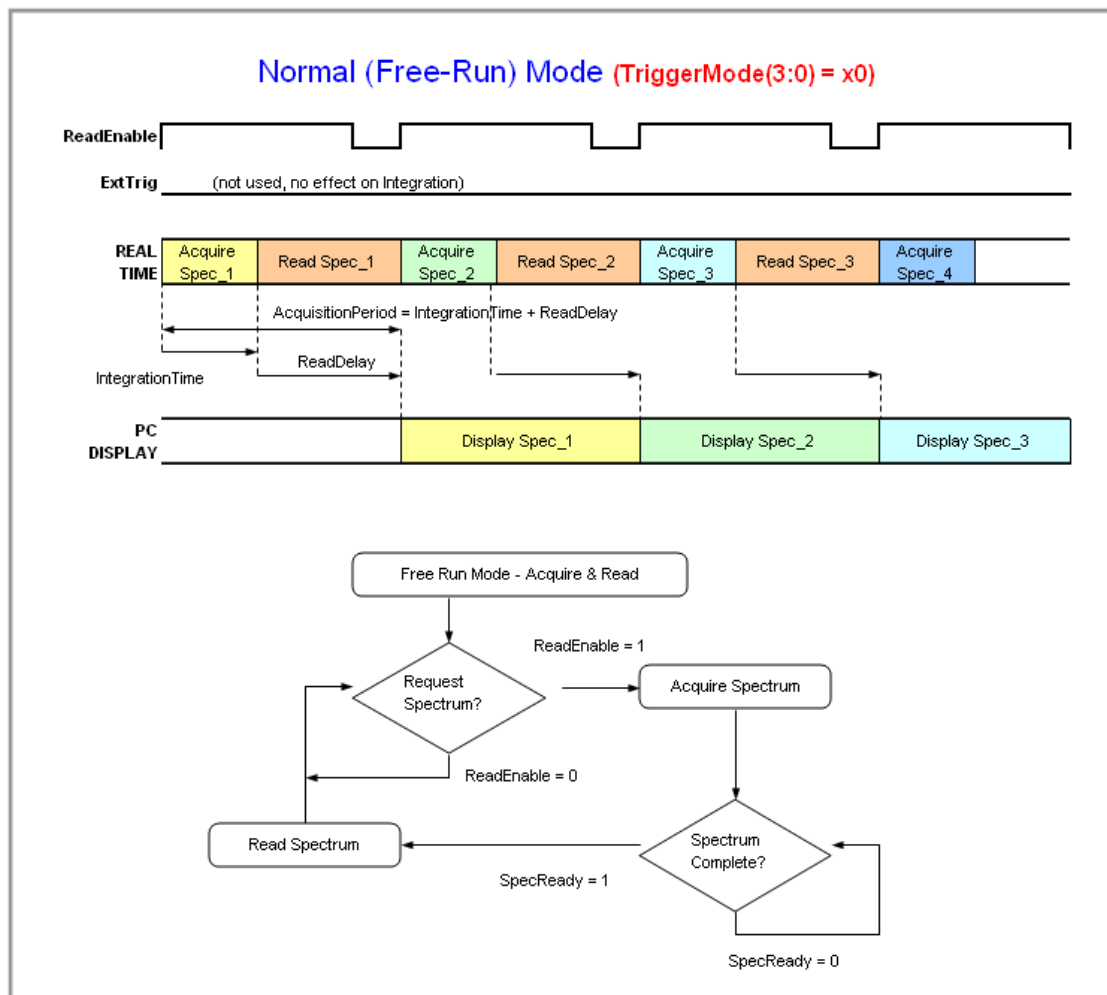 Normal (Free-Run) Mode (TriggerMode(3:0) = x0)
ReadEnable
ExtTrig
(not used, no effect on Integration)
REAL
TIME
Acquire
Spec_1
Read Spec_1
Acquire
Spec_2
Read Spec_2
Acquire
Spec_3
Read Spec_3
Acquire
Spec_4
AcquisitionPeriod = IntegrationTime + ReadDelay
ReadDelay
IntegrationTime
PC
DISPLAY
Display Spec_1
Display Spec_2
Display Spec_3
Free Run Mode - Acquire & Read
ReadEnable = 1
Request
Spectrum?
Acquire Spectrum
ReadEnable = 0
Read Spectrum
Spectrum
Complete?
SpecReady = 1
SpecReady = 0